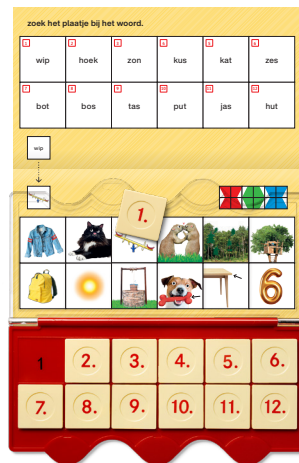 zoek het plaatje bij het woord.
1 2 3 4 5 6
wip hoek zon kus kat zes
7 8 9 10 11 12
bot bos tas put jas hut
wip
1.
6
1 2. 3. 4. 5. 6.
7. 8. 9. 10. 11. 12.